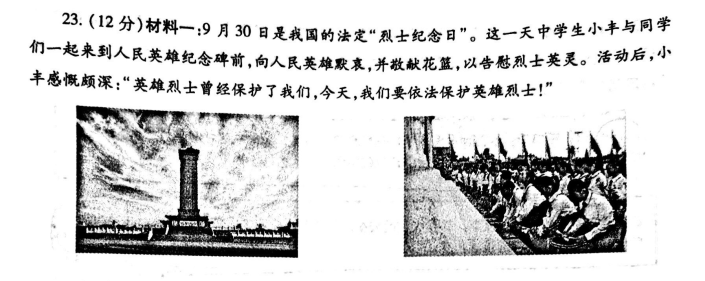 23.(12分)材料一:9月30日是我国的法定“烈士纪念日”。这一天中学生小丰与同学
们一起来到人民英雄纪念碑前,向人民英雄默哀,并敬献花篮,以告慰烈士英灵。活动后,小
丰感慨颇深:“英雄烈士曾经保护了我们,今天,我们要依法保护英雄烈士!”